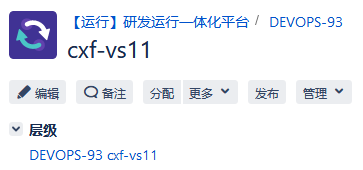 【运行】研发运行一体化平台 / DEVOPS-93
cxf-vs11
编辑 备注 分配 更多 发布 管理
层级
DEVOPS-93 cxf-vs11